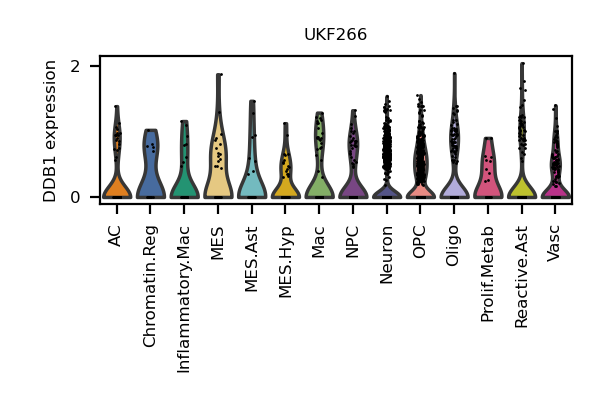 UKF266
DDB1 expression
2
0
AC
Chromatin.Reg
Inflammatory.Mac
MES
MES.Ast
MES.Hyp
Mac
NPC
Neuron
OPC
Oligo
Prolif.Metab
Reactive.Ast
Vasc